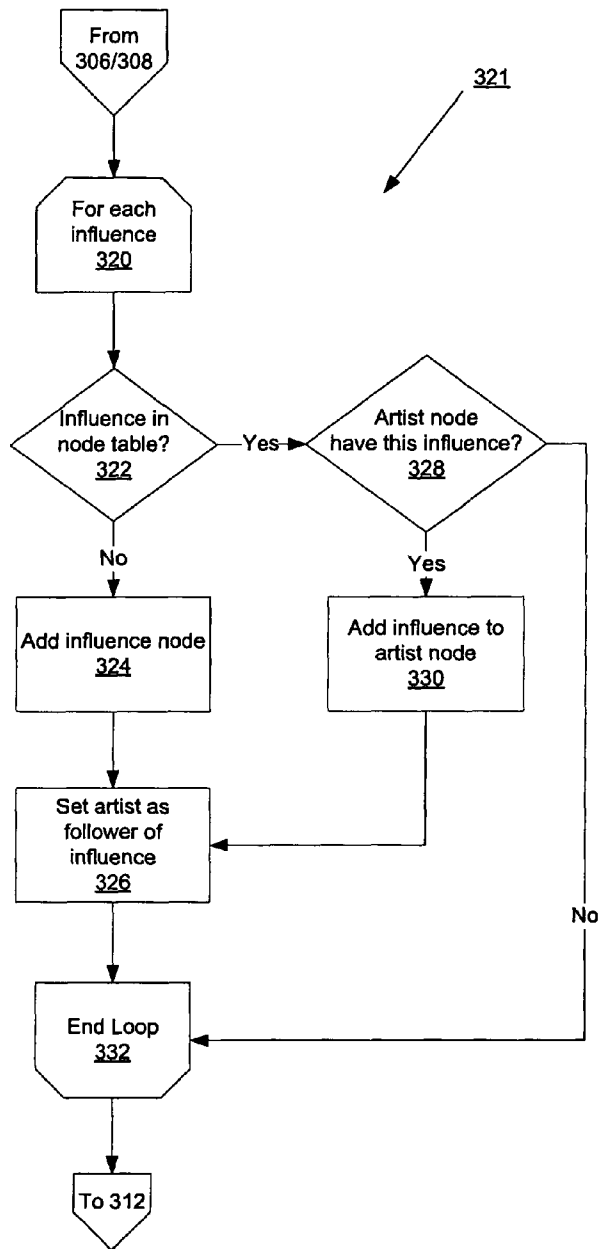 From
306/308
321
For each
influence
320
Influence in
node table?
322
Yes
Artist node
have this influence?
328
No
Yes
Add influence node
324
Add influence to
artist node
330
Set artist as
follower of
influence
326
No
End Loop
332
To 312